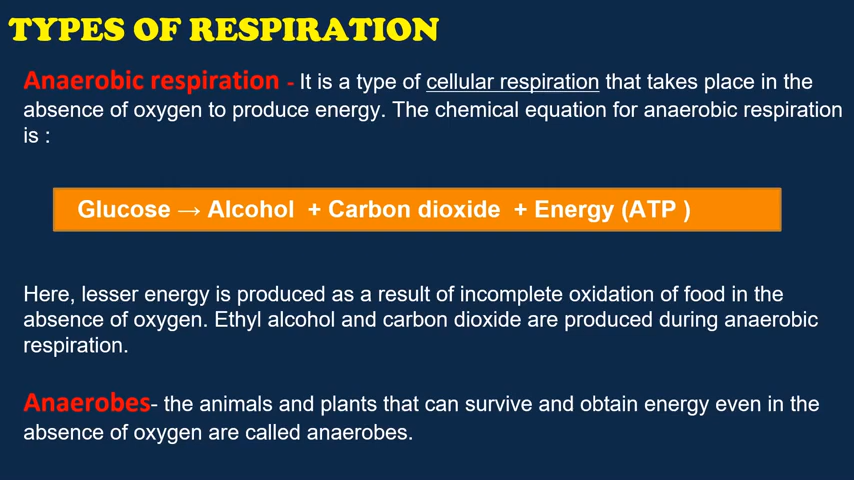 TYPES OF RESPIRATION
Anaerobic respiration - It is a type of cellular respiration that takes place in the
absence of oxygen to produce energy. The chemical equation for anaerobic respiration
is :
Glucose → Alcohol + Carbon dioxide + Energy (ATP )
Here, lesser energy is produced as a result of incomplete oxidation of food in the
absence of oxygen. Ethyl alcohol and carbon dioxide are produced during anaerobic
respiration.
Anaerobes- the animals and plants that can survive and obtain energy even in the
absence of oxygen are called anaerobes.